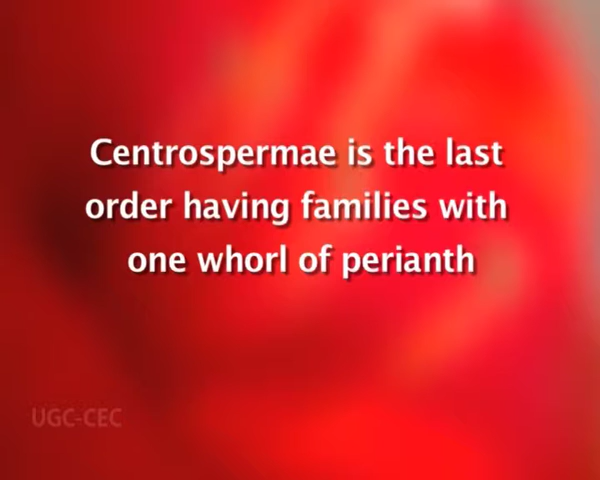 Centrospermae is the last
order having families with
one whorl of perianth
UGC-CEC